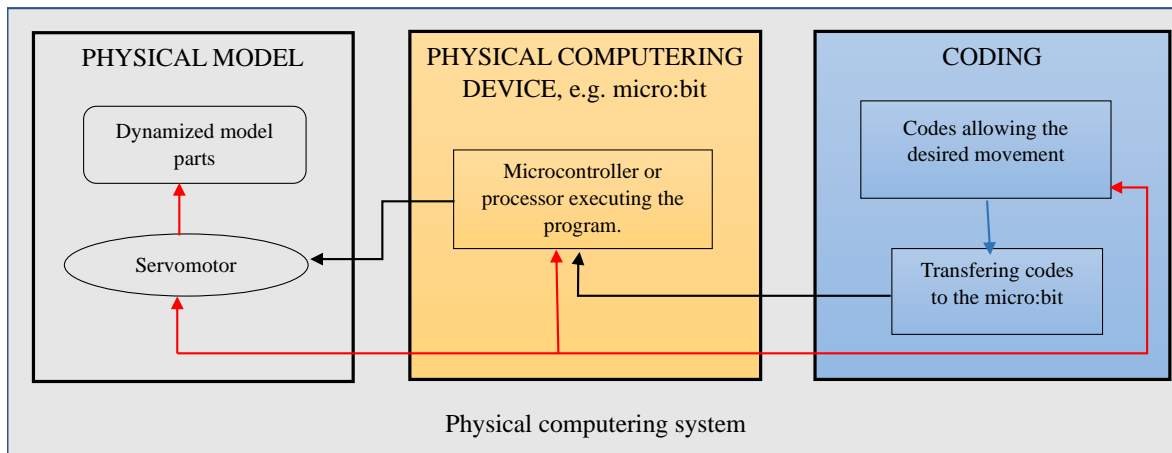 PHYSICAL MODEL
Dynamized model
parts
Servomotor
PHYSICAL COMPUTERING
DEVICE, e.g. micro:bit
Microcontroller or
processor executing the
program.
CODING
Codes allowing the
desired movement
Transfering codes
to the micro:bit
Physical computering system